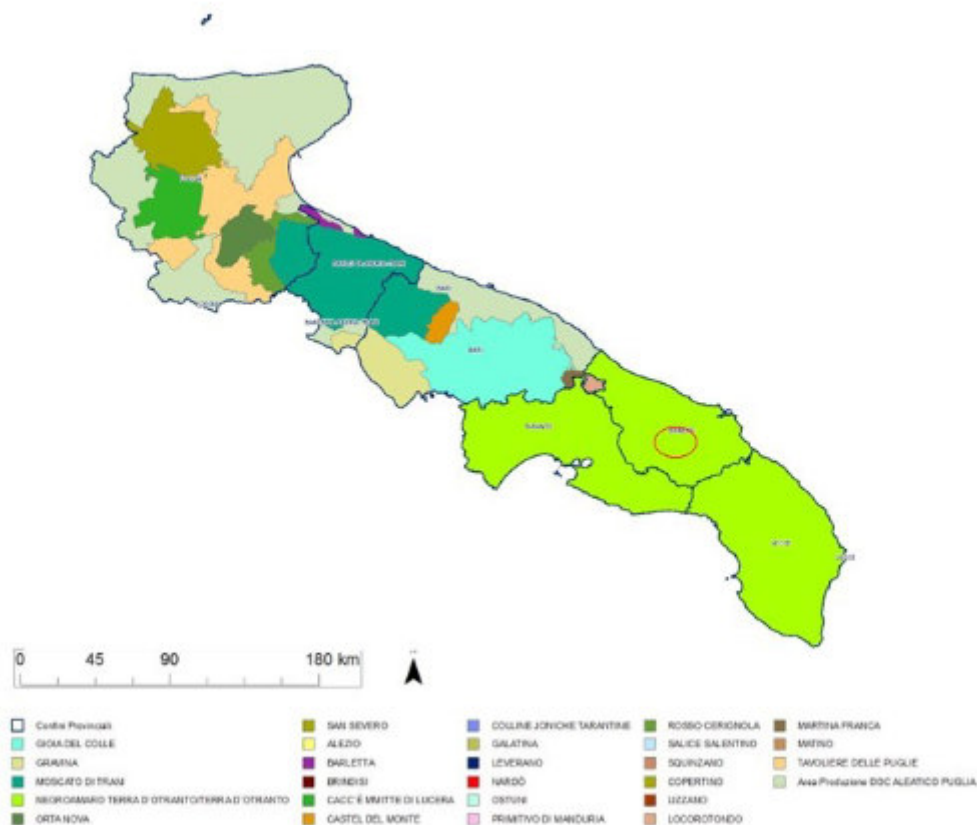 BARI
0 45 90 180 km
Confini Provinciali
GIOIA DEL COLLE
GRAVINA
MOSCATO DI TRANI
NEGROAMARO TERRA D'OTRANTO/TERRA D'OTRANTO
ORTA NOVA
SAN SEVERO
ALEZIO
BARLETTA
BRINDISI
CACC'È MMITTE DI LUCERA
CASTEL DEL MONTE
COLLINE JONICHE TARANTINE
GALATINA
LEVERANO
NARDÒ
OSTUNI
PRIMITIVO DI MANDURIA
ROSSO CERIGNOLA
SALICE SALENTINO
SQUINZANO
COPERTINO
LIZZANO
LOCOROTONDO
MARTINA FRANCA
MATINO
TAVOLIERE DELLE PUGLIE
Area Produzione DOC ALEATICO PUGLIA